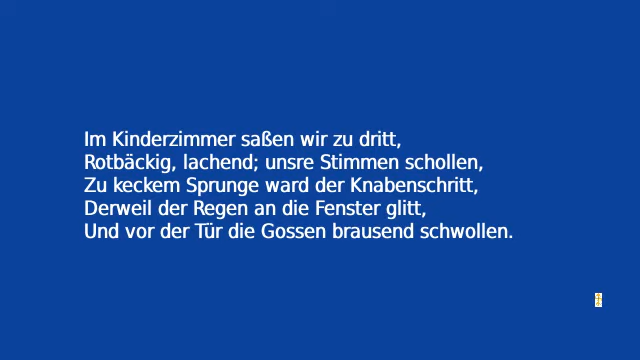 Im Kinderzimmer saßen wir zu dritt,
Rotbäckig, lachend; unsre Stimmen schollen,
Zu keckem Sprunge ward der Knabenschritt,
Derweil der Regen an die Fenster glitt,
Und vor der Tür die Gossen brausend schwollen.